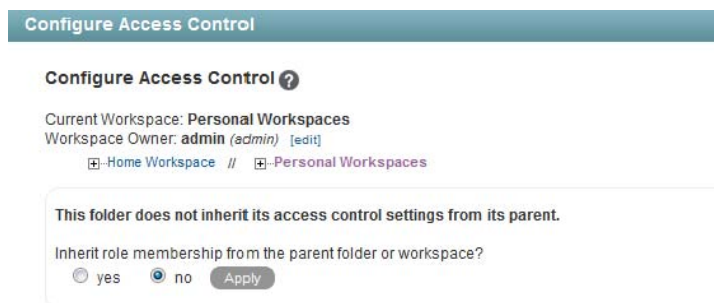 Configure Access Control
Configure Access Control ?
Current Workspace: Personal Workspaces
Workspace Owner: admin (admin) [edit]
Home Workspace // Personal Workspaces
This folder does not inherit its access control settings from its parent.
Inherit role membership from the parent folder or workspace?
yes no Apply